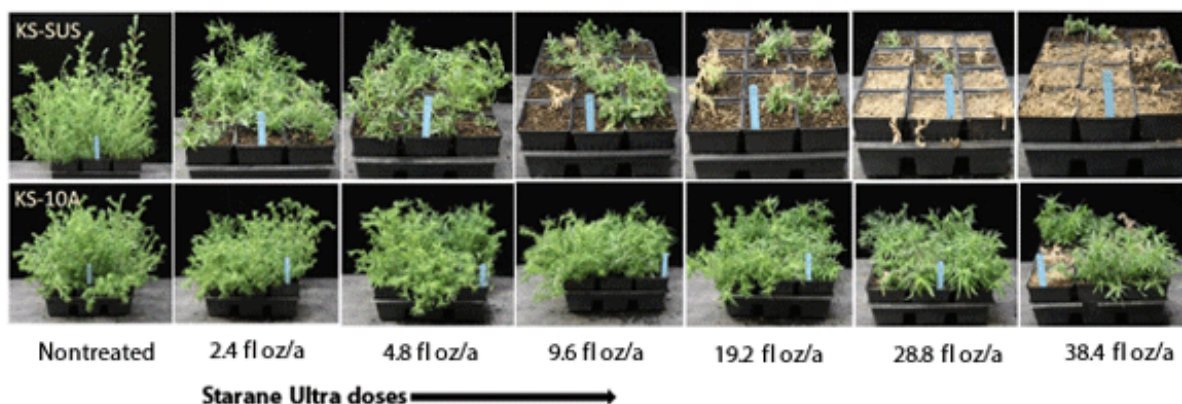 KS-SUS
KS-10A
Nontreated 2.4 fl oz/a 4.8 fl oz/a 9.6 fl oz/a 19.2 fl oz/a 28.8 fl oz/a 38.4 fl oz/a
Starane Ultra doses